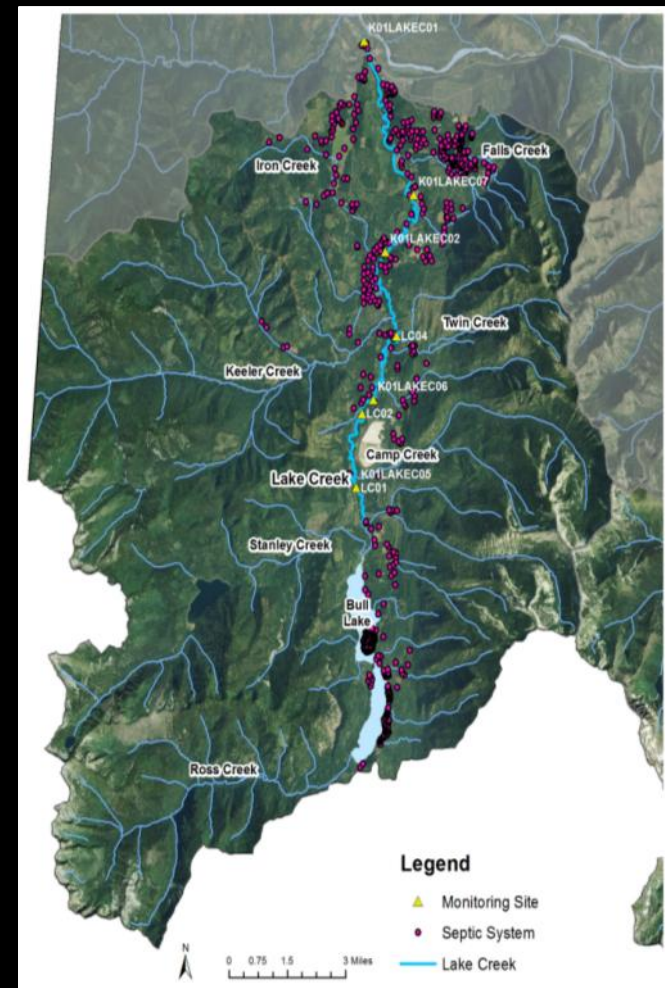 K01LAKEC01
Falls Creek
Iron Creek
K01LAKEC07
K01LAKEC02
Twin Creek
LC04
Keeler Creek
K01LAKEC06
LC02
Camp Creek
Lake Creek
K01LAKEC05
LC01
Stanley Creek
Bull
Lake
Ross Creek
Legend
Monitoring Site
Septic System
Lake Creek
N
0 0.75 1.5 3 Miles